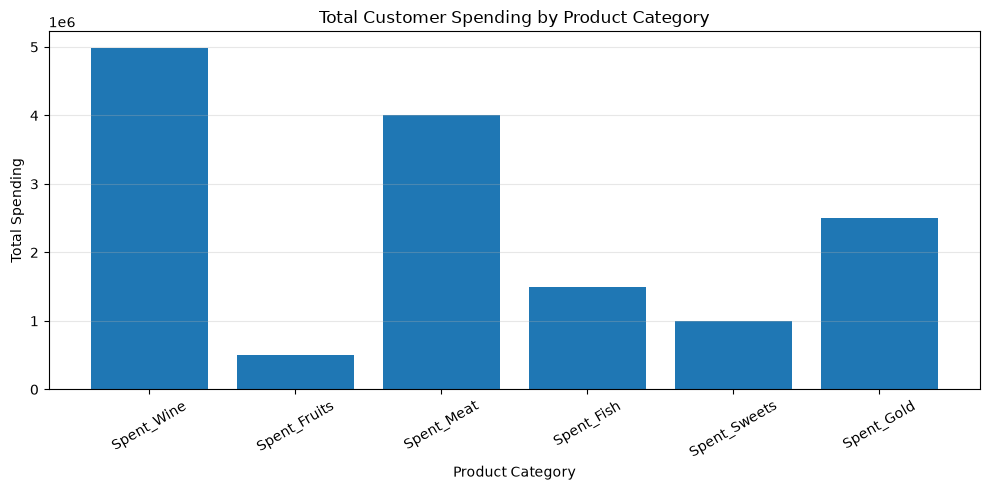 Total Customer Spending by Product Category
1e6
5
4
3
2
1
0
Total Spending
Spent_Wine
Spent_Fruits
Spent_Meat
Spent_Fish
Spent_Sweets
Spent_Gold
Product Category